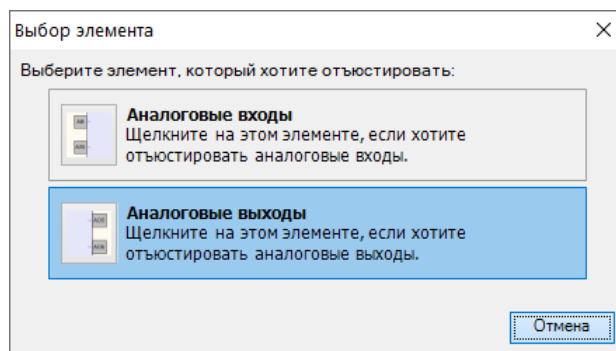 Выбор элемента
Выберите элемент, который хотите отъюстировать:
Аналоговые входы
Щелкните на этом элементе, если хотите
отъюстировать аналоговые входы.
Аналоговые выходы
Щелкните на этом элементе, если хотите
отъюстировать аналоговые выходы.
Отмена